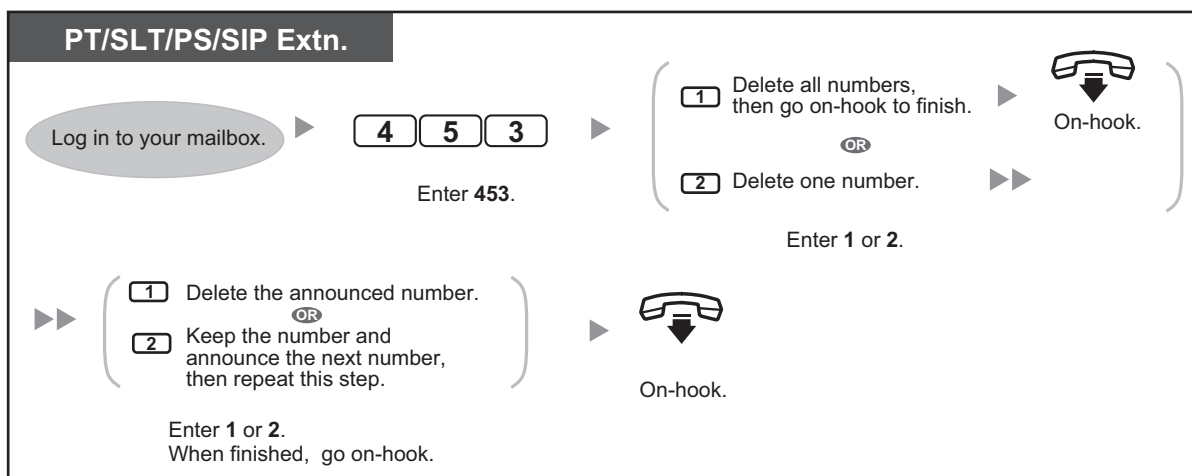 PT/SLT/PS/SIP Extn.
Log in to your mailbox.
4 5 3
Enter 453.
1 Delete all numbers,
then go on-hook to finish.
OR
2 Delete one number.
Enter 1 or 2.
On-hook.
1 Delete the announced number.
OR
2 Keep the number and
announce the next number,
then repeat this step.
Enter 1 or 2.
When finished, go on-hook.
On-hook.